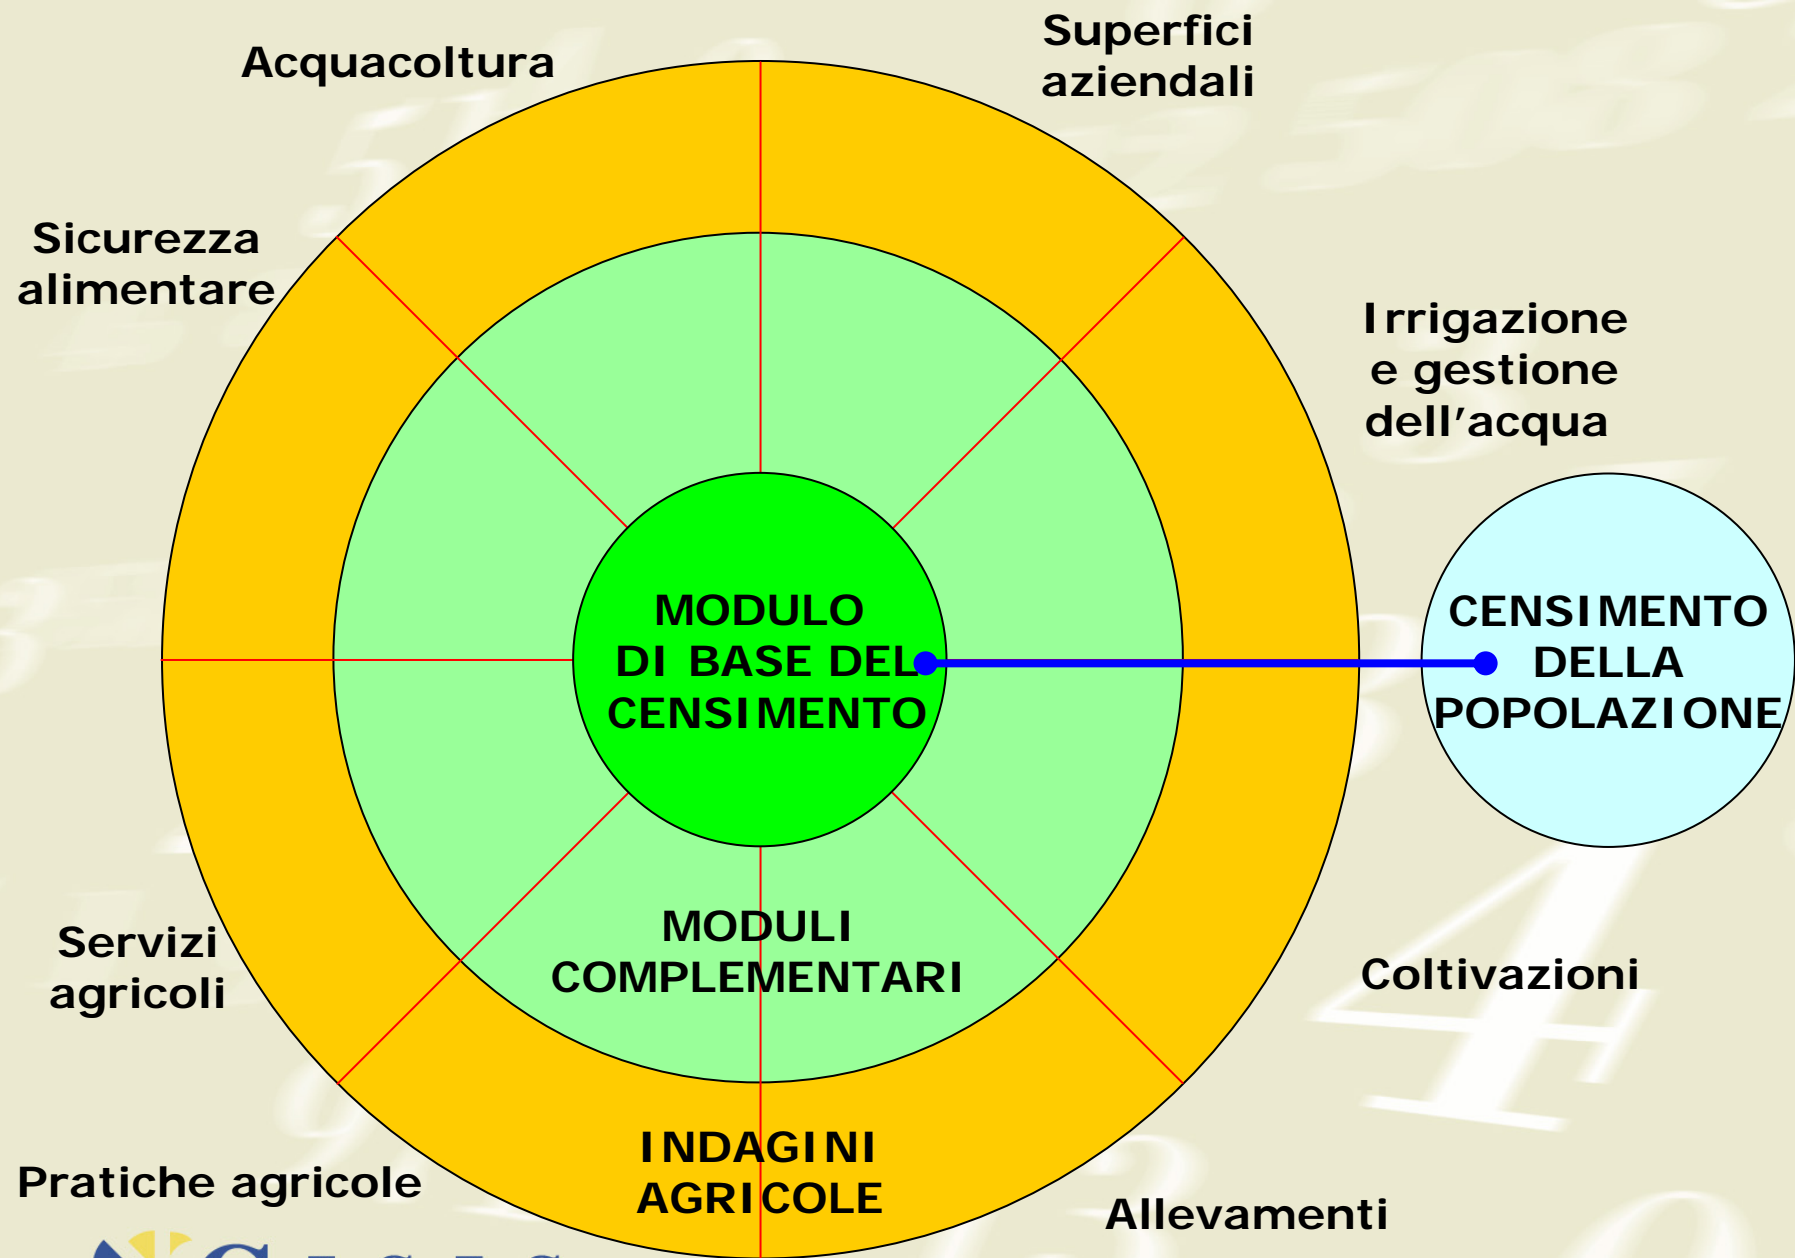 Acquacoltura
Superfici
aziendali
Sicurezza
alimentare
Irrigazione
e gestione
dell’acqua
MODULO
DI BASE DEL
CENSIMENTO
CENSIMENTO
DELLA
POPOLAZIONE
MODULI
COMPLEMENTARI
Servizi
agricoli
Coltivazioni
INDAGINI
AGRICOLE
Pratiche agricole
Allevamenti